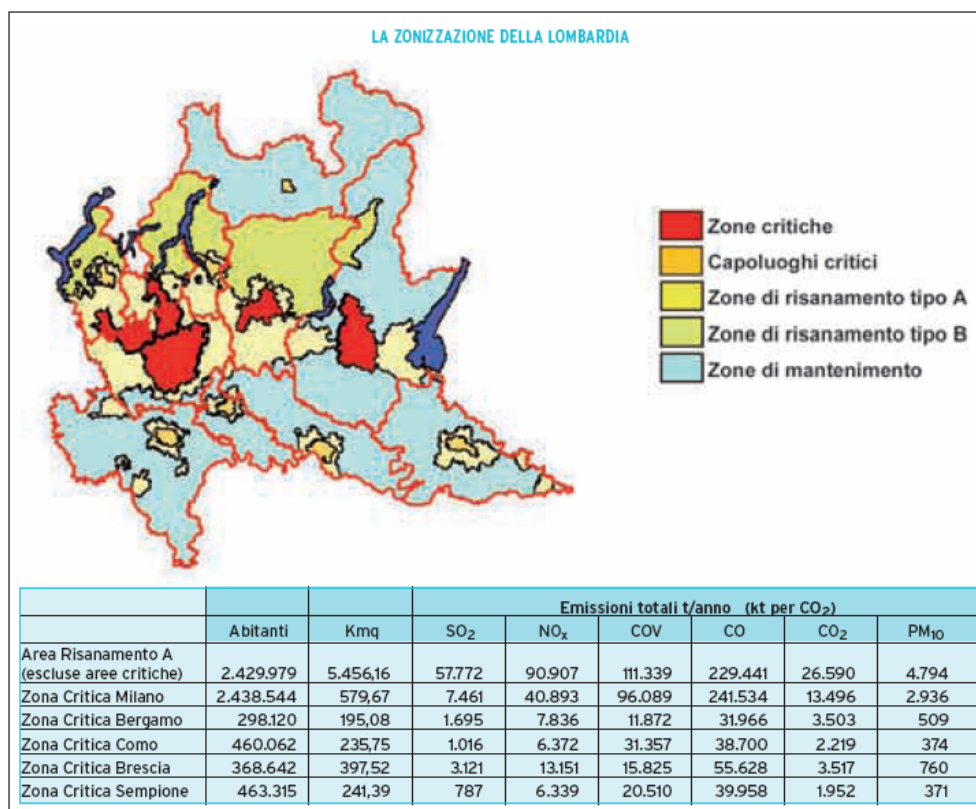 LA ZONIZZAZIONE DELLA LOMBARDIA
Zone critiche
Capoluoghi critici
Zone di risanamento tipo A
Zone di risanamento tipo B
Zone di mantenimento
Emissioni totali t/anno (kt per CO₂)
Abitanti Kmq SO₂ NOₓ COV CO CO₂ PM₁₀
Area Risanamento A
(escluse aree critiche) 2.429.979 5.456,16 57.772 90.907 111.339 229.441 26.590 4.794
Zona Critica Milano 2.438.544 579,67 7.461 40.893 96.089 241.534 13.496 2.936
Zona Critica Bergamo 298.120 195,08 1.695 7.836 11.872 31.966 3.503 509
Zona Critica Como 460.062 235,75 1.016 6.372 31.357 38.700 2.219 374
Zona Critica Brescia 368.642 397,52 3.121 13.151 15.825 55.628 3.517 760
Zona Critica Sempione 463.315 241,39 787 6.339 20.510 39.958 1.952 371